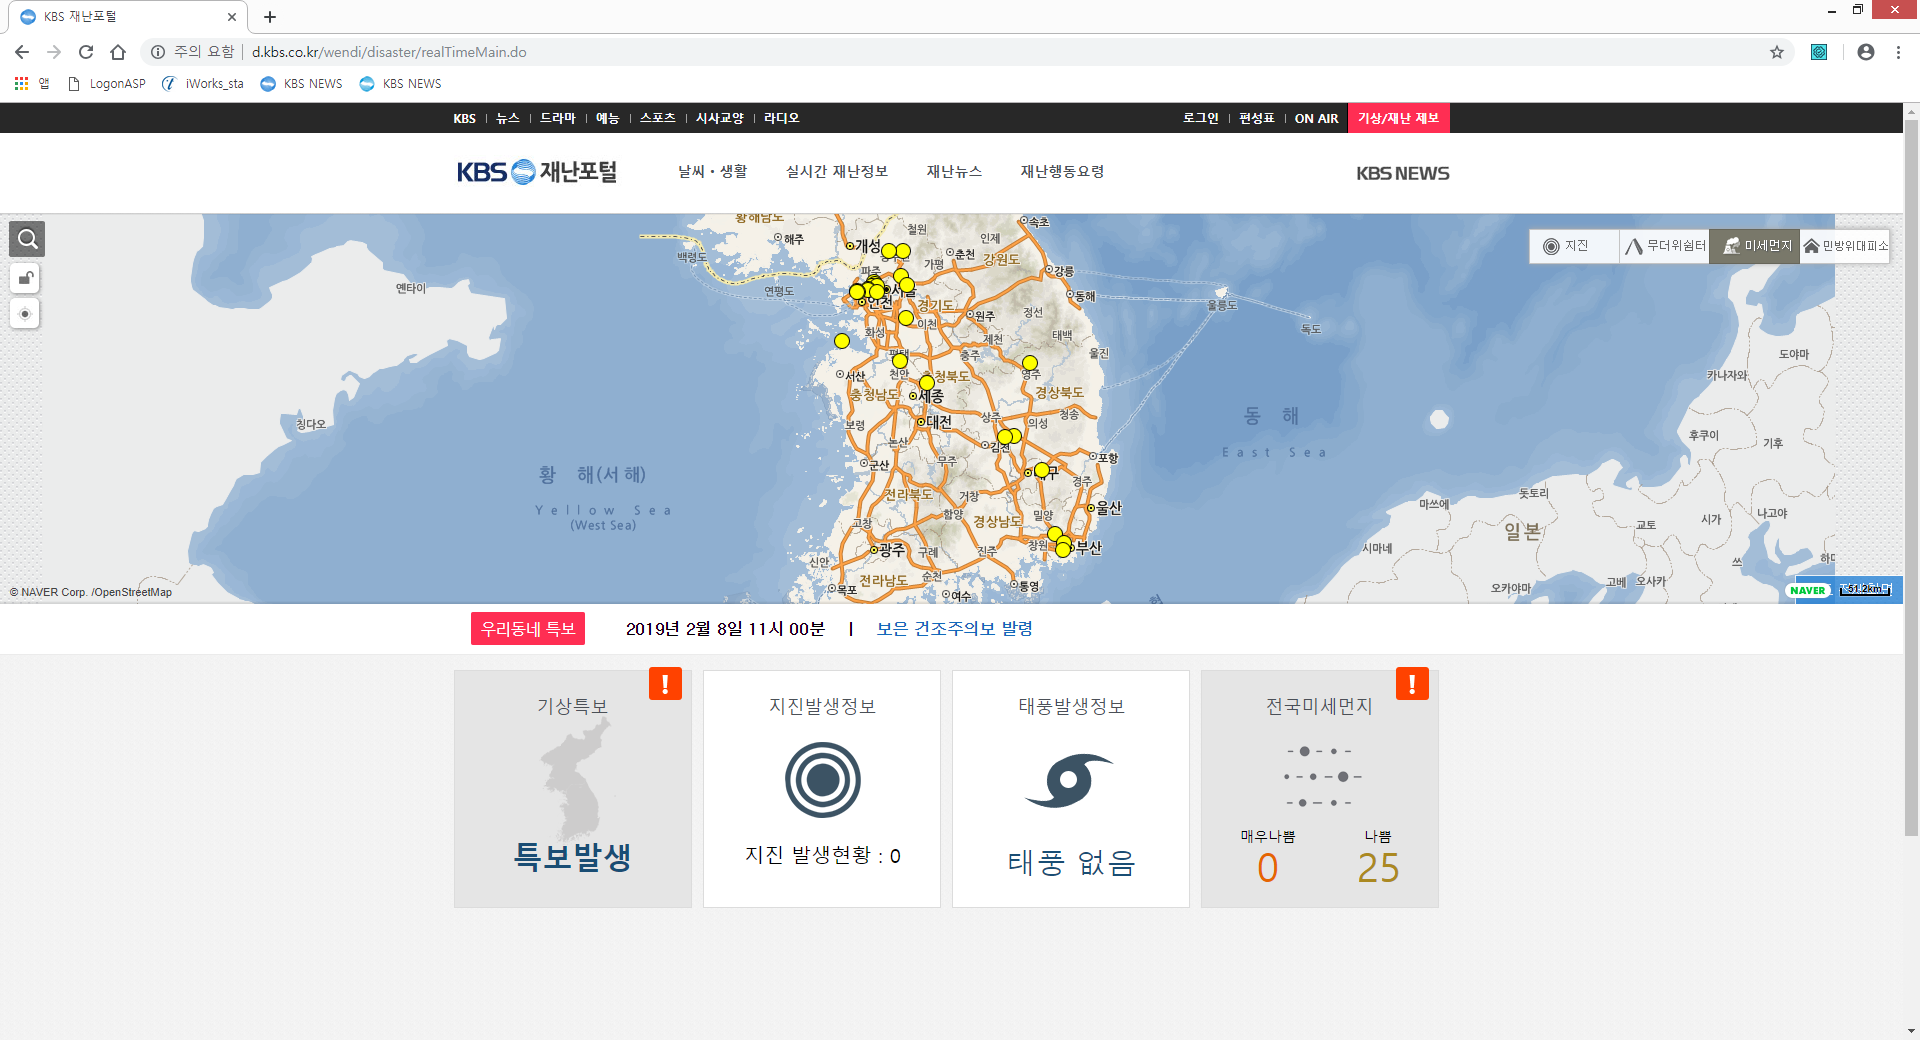 KBS 재난포털
주의 요함 | d.kbs.co.kr/wendi/disaster/realTimeMain.do
앱 LogonASP iWorks_sta KBS NEWS KBS NEWS
KBS 뉴스 드라마 예능 스포츠 시사교양 라디오
로그인 편성표 ON AIR 기상/재난 제보
KBS 재난포털
날씨・생활 실시간 재난정보 재난뉴스 재난행동요령
KBS NEWS
지진 무더위쉼터 미세먼지 민방위대피소
황해남도
해주
개성
철원
인제
속초
백령도
연평도
파주
가평
춘천
강원도
강릉
동해
옌타이
인천
경기도
원주
정선
울릉도
독도
화성
이천
제천
태백
울진
서산
천안
충주
영주
도야마
카나자와
충청남도
세종
경상북도
칭다오
보령
대전
상주
의성
청송
동 해
East Sea
후쿠이
기후
논산
김천
포항
황 해(서해)
Yellow Sea
(West Sea)
군산
무주
경주
전라북도
거창
마쓰에
돗토리
함양
밀양
울산
고창
경상남도
일본
교토
시가
나고야
광주
구례
진주
창원
부산
시마네
쓰
신안
전라남도
순천
통영
목포
여수
오카야마
고베
오사카
© NAVER Corp. /OpenStreetMap
NAVER
51.2km
우리동네 특보 2019년 2월 8일 11시 00분 | 보은 건조주의보 발령
기상특보
특보발생
지진발생정보
지진 발생현황 : 0
태풍발생정보
태풍 없음
전국미세먼지
매우나쁨 나쁨
0 25